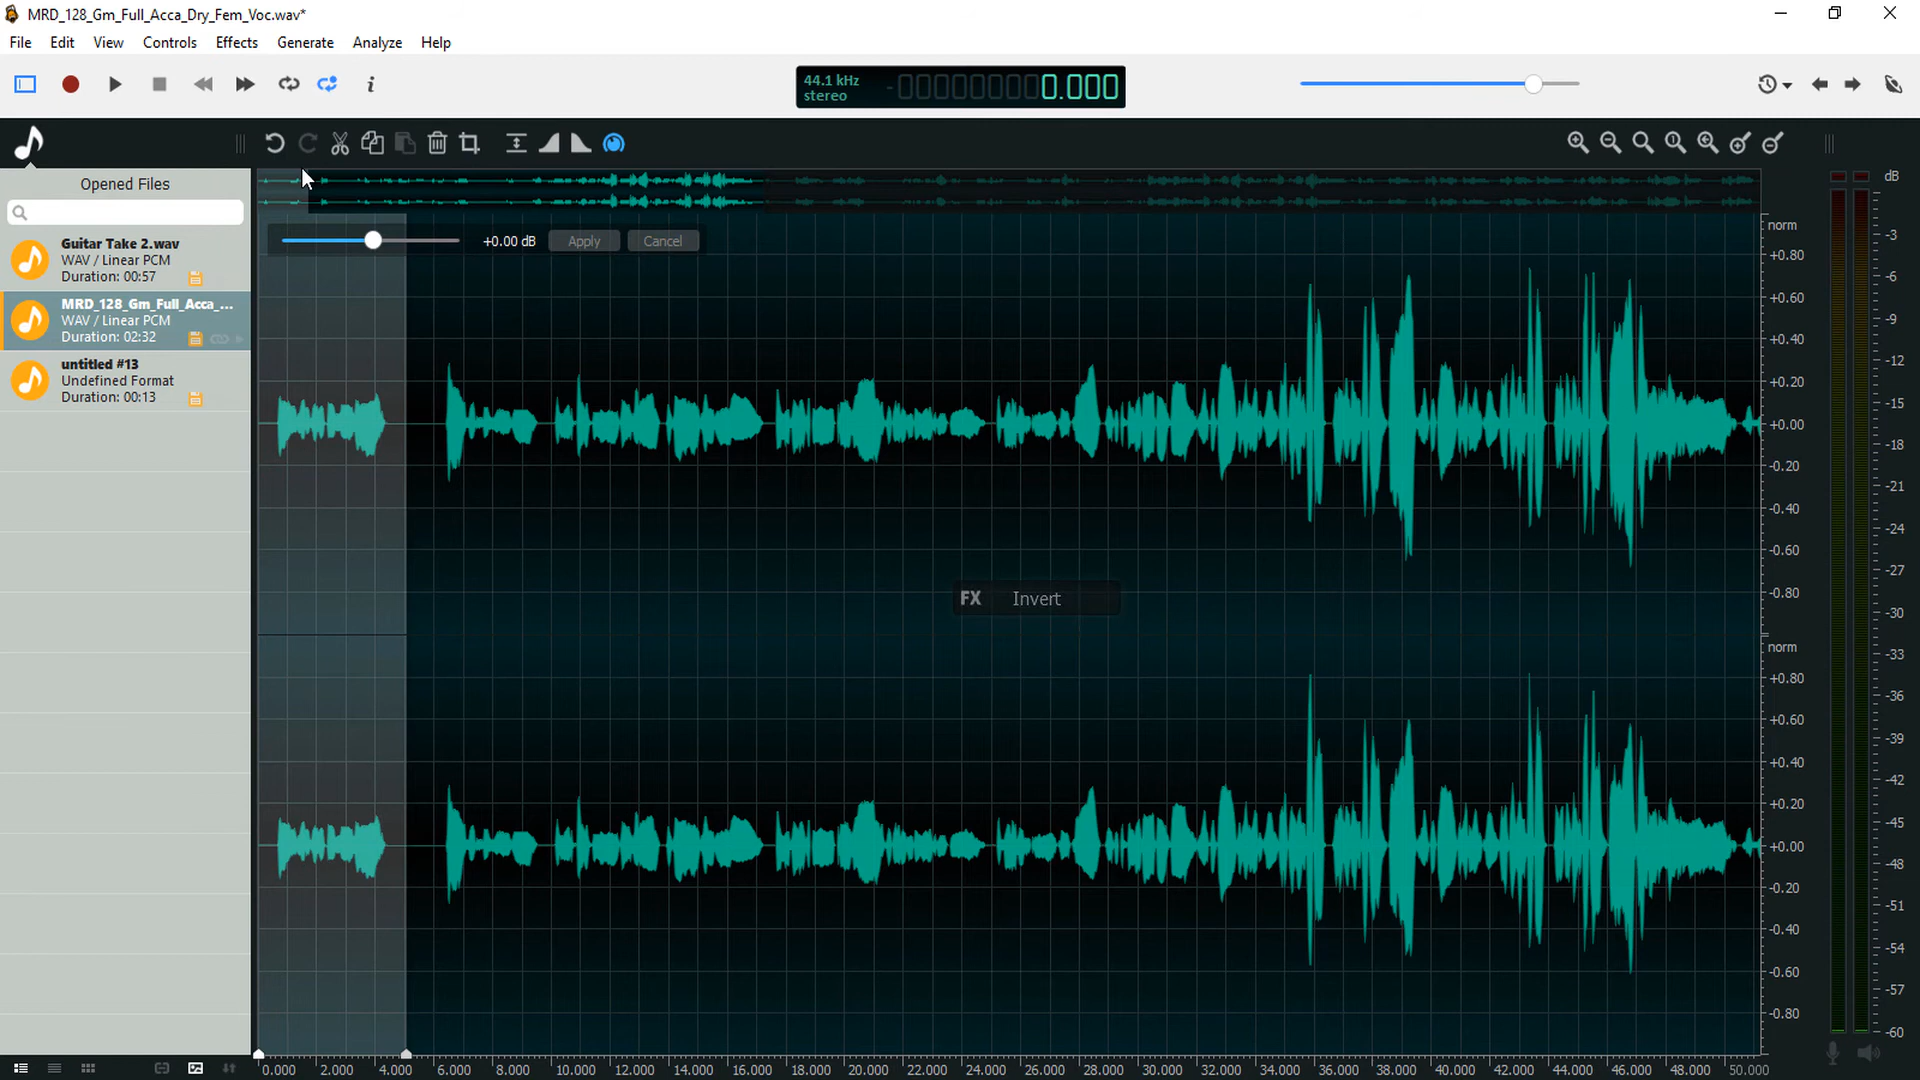 MRD_128_Gm_Full_Acca_Dry_Fem_Voc.wav*
File Edit View Controls Effects Generate Analyze Help
44.1 kHz
stereo
-0.000
Opened Files
dB
Guitar Take 2.wav
WAV / Linear PCM
Duration: 00:57
MRD_128_Gm_Full_Acca_...
WAV / Linear PCM
Duration: 02:32
untitled #13
Undefined Format
Duration: 00:13
+0.00 dB Apply Cancel
FX Invert
norm
+0.80
+0.60
+0.40
+0.20
+0.00
-0.20
-0.40
-0.60
-0.80
norm
+0.80
+0.60
+0.40
+0.20
+0.00
-0.20
-0.40
-0.60
-0.80
-3
-6
-9
-12
-15
-18
-21
-24
-27
-30
-33
-36
-39
-42
-45
-48
-51
-54
-57
-60
0.000 2.000 4.000 6.000 8.000 10.000 12.000 14.000 16.000 18.000 20.000 22.000 24.000 26.000 28.000 30.000 32.000 34.000 36.000 38.000 40.000 42.000 44.000 46.000 48.000 50.000